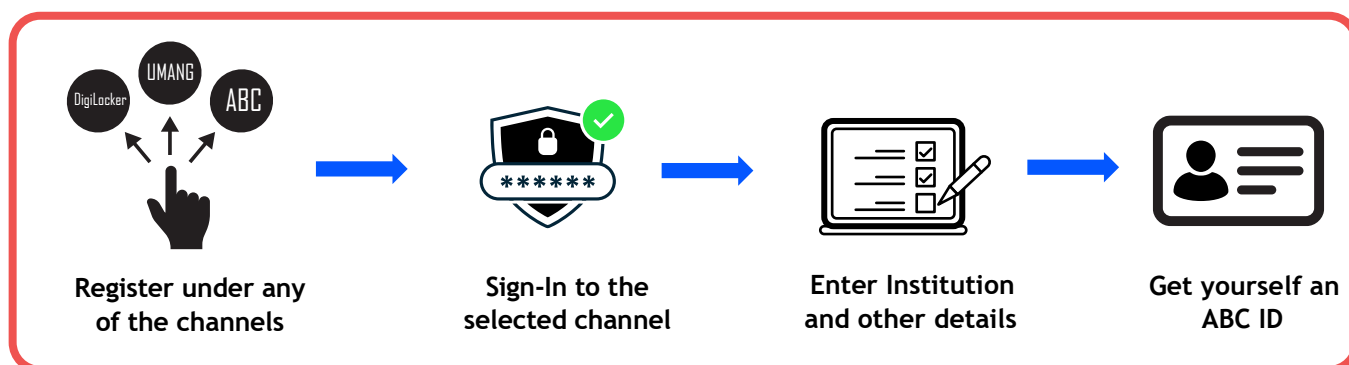 DigiLocker
UMANG
ABC
******
Register under any
of the channels
Sign-In to the
selected channel
Enter Institution
and other details
Get yourself an
ABC ID